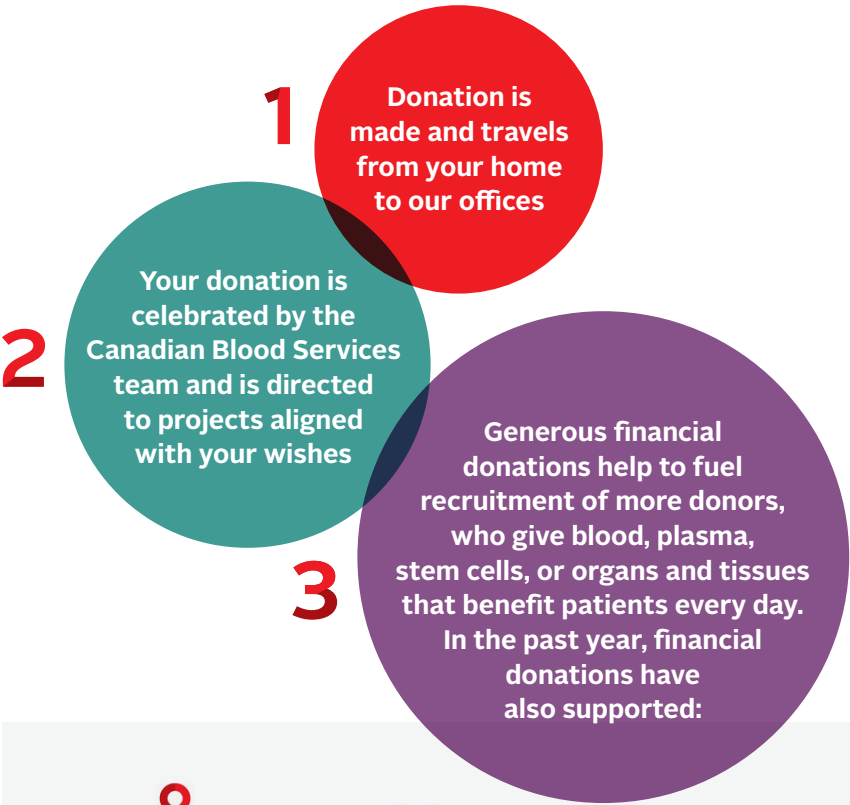 1
Donation is
made and travels
from your home
to our offices
2
Your donation is
celebrated by the
Canadian Blood Services
team and is directed
to projects aligned
with your wishes
3
Generous financial
donations help to fuel
recruitment of more donors,
who give blood, plasma,
stem cells, or organs and tissues
that benefit patients every day.
In the past year, financial
donations have
also supported: